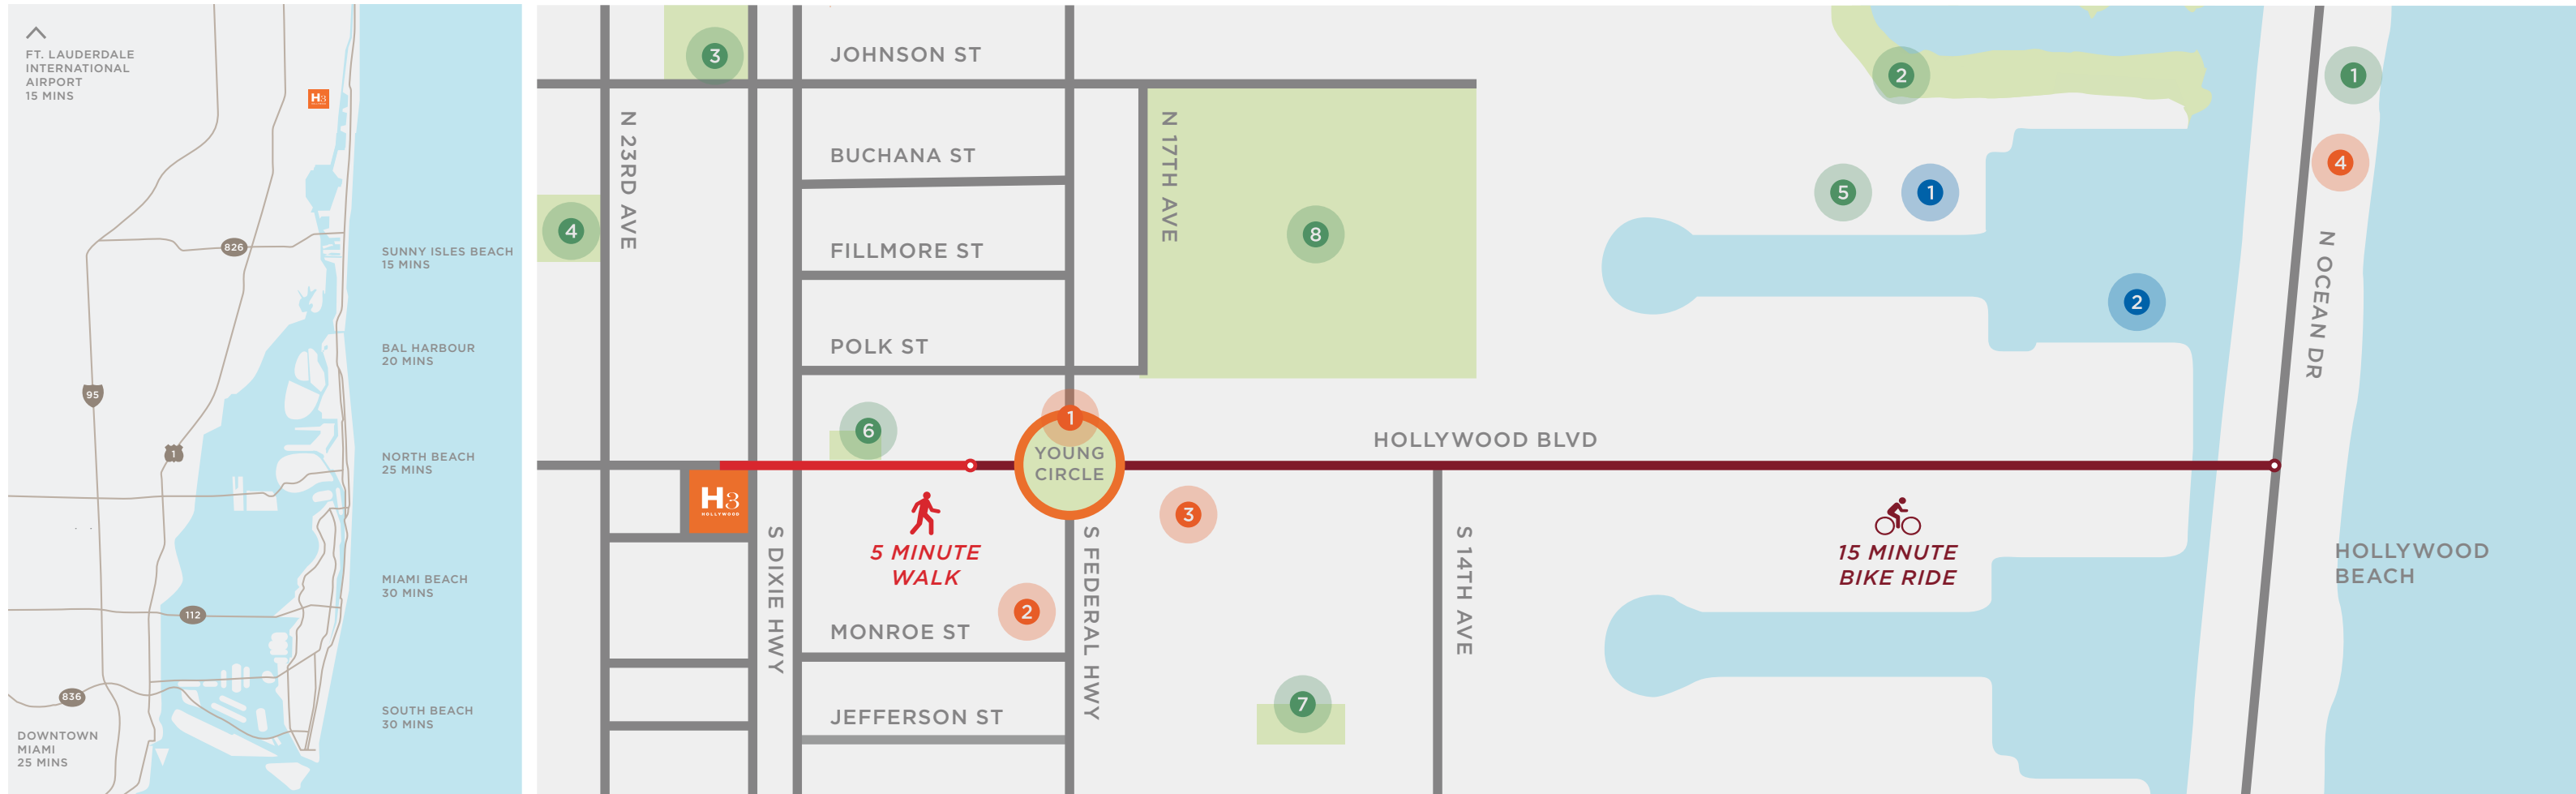 FT. LAUDERDALE
INTERNATIONAL
AIRPORT
15 MINS
H3
826
SUNNY ISLES BEACH
15 MINS
BAL HARBOUR
20 MINS
95
1
NORTH BEACH
25 MINS
MIAMI BEACH
30 MINS
112
836
SOUTH BEACH
30 MINS
DOWNTOWN
MIAMI
25 MINS
3
JOHNSON ST
2
1
N 23RD AVE
BUCHANA ST
N 17TH AVE
4
5
1
4
8
FILLMORE ST
N OCEAN DR
2
POLK ST
1
6
HOLLYWOOD BLVD
YOUNG
CIRCLE
H3
HOLLYWOOD
3
S DIXIE HWY
5 MINUTE
WALK
S FEDERAL HWY
S 14TH AVE
15 MINUTE
BIKE RIDE
HOLLYWOOD
BEACH
2
MONROE ST
7
JEFFERSON ST